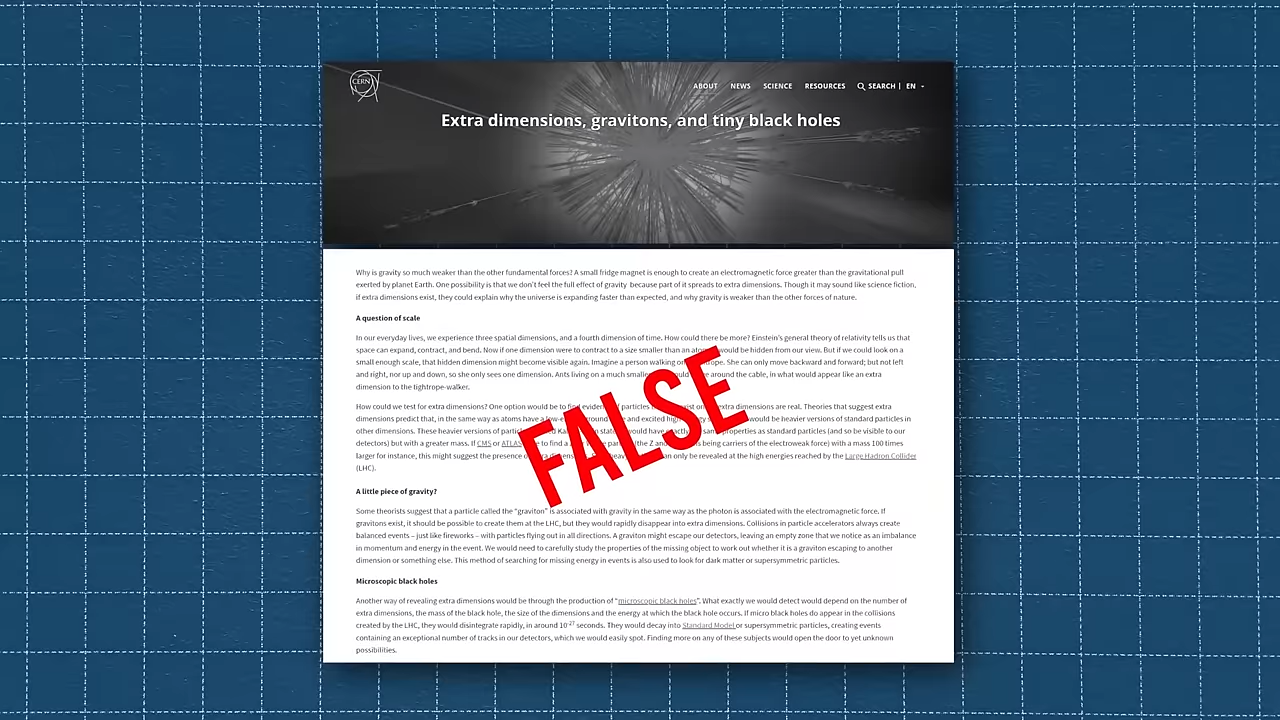 CERN
ABOUT NEWS SCIENCE RESOURCES SEARCH | EN
Extra dimensions, gravitons, and tiny black holes
Why is gravity so much weaker than the other fundamental forces? A small fridge magnet is enough to create an electromagnetic force greater than the gravitational pull
exerted by planet Earth. One possibility is that we don't feel the full effect of gravity because part of it spreads to extra dimensions. Though it may sound like science fiction,
if extra dimensions exist, they could explain why the universe is expanding faster than expected, and why gravity is weaker than the other forces of nature.
A question of scale
In our everyday lives, we experience three spatial dimensions, and a fourth dimension of time. How could there be more? Einstein's general theory of relativity tells us that
space can expand, contract, and bend. Now if one dimension were to contract to a size smaller than an would be hidden from our view. But if we could look on a
small enough scale, that hidden dimension might become visible again. Imagine a person walking on She can only move backward and forward; but not left
and right, nor up and down, so she only sees one dimension. Ants living on a much around the cable, in what would appear like an extra
dimension to the tightrope-walker.
How could we test for extra dimensions? One option would be to find particles extra dimensions are real. Theories that suggest extra
dimensions predict that, in the same way as atoms have a and excited would be heavier versions of standard particles in
other dimensions. These heavier versions of would have properties as standard particles (and so be visible to our
detectors) but with a greater mass. If CMS or to find a (the Z and being carriers of the electroweak force) with a mass 100 times
larger for instance, this might suggest the presence only be revealed at the high energies reached by the Large Hadron Collider
(LHC).
FALSE
A little piece of gravity?
Some theorists suggest that a particle called the "graviton" is associated with gravity in the same way as the photon is associated with the electromagnetic force. If
gravitons exist, it should be possible to create them at the LHC, but they would rapidly disappear into extra dimensions. Collisions in particle accelerators always create
balanced events – just like fireworks – with particles flying out in all directions. A graviton might escape our detectors, leaving an empty zone that we notice as an imbalance
in momentum and energy in the event. We would need to carefully study the properties of the missing object to work out whether it is a graviton escaping to another
dimension or something else. This method of searching for missing energy in events is also used to look for dark matter or supersymmetric particles.
Microscopic black holes
Another way of revealing extra dimensions would be through the production of "microscopic black holes". What exactly we would detect would depend on the number of
extra dimensions, the mass of the black hole, the size of the dimensions and the energy at which the black hole occurs. If micro black holes do appear in the collisions
created by the LHC, they would disintegrate rapidly, in around 10⁻²⁷ seconds. They would decay into Standard Model or supersymmetric particles, creating events
containing an exceptional number of tracks in our detectors, which we would easily spot. Finding more on any of these subjects would open the door to yet unknown
possibilities.